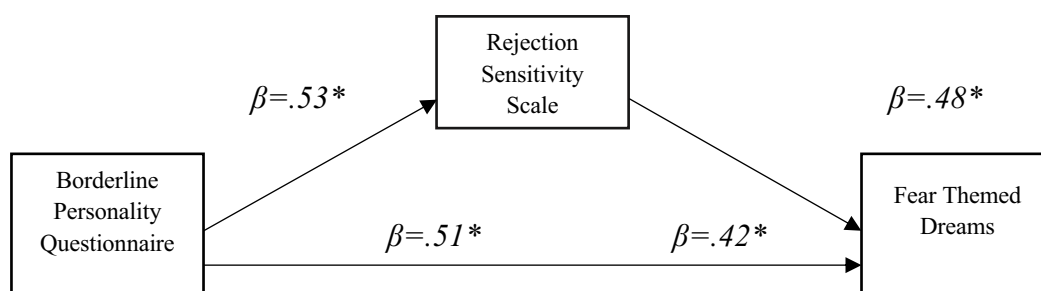 Rejection
Sensitivity
Scale
β=.53*
β=.48*
Borderline
Personality
Questionnaire
Fear Themed
Dreams
β=.51*
β=.42*